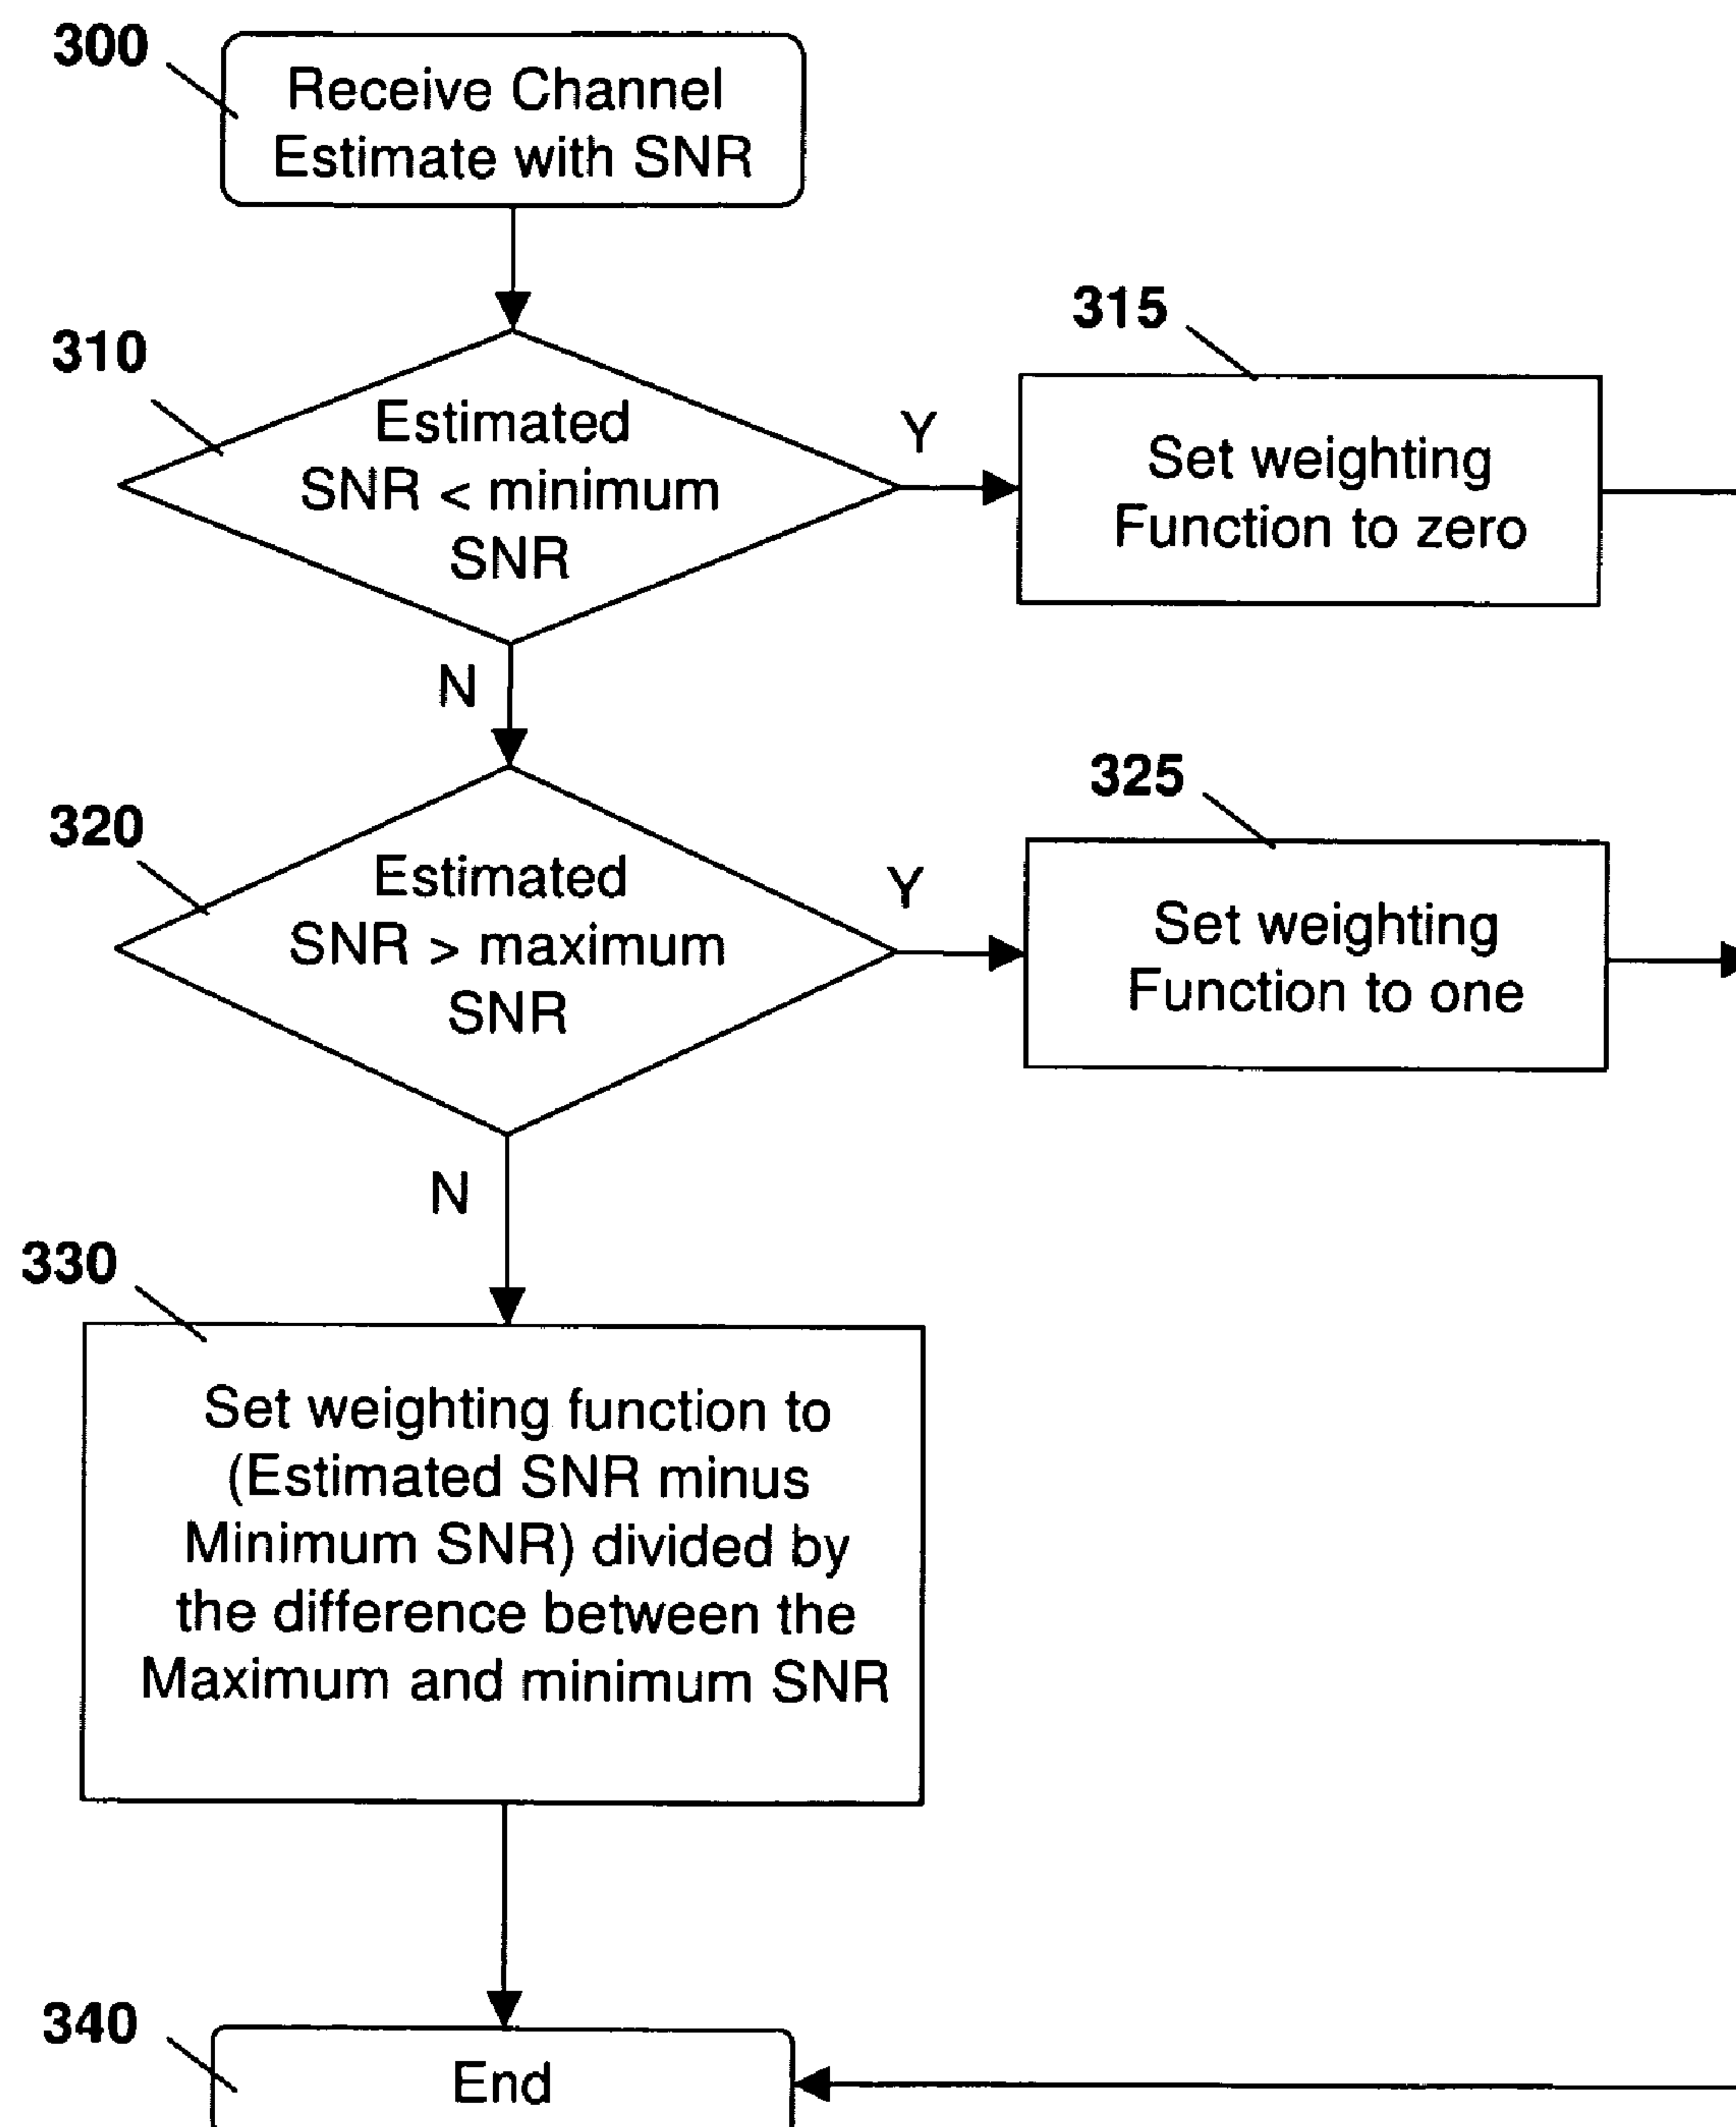 300
Receive Channel
Estimate with SNR
310
Estimated
SNR < minimum
SNR
Y
315
Set weighting
Function to zero
N
320
Estimated
SNR > maximum
SNR
Y
325
Set weighting
Function to one
N
330
Set weighting function to
(Estimated SNR minus
Minimum SNR) divided by
the difference between the
Maximum and minimum SNR
340
End